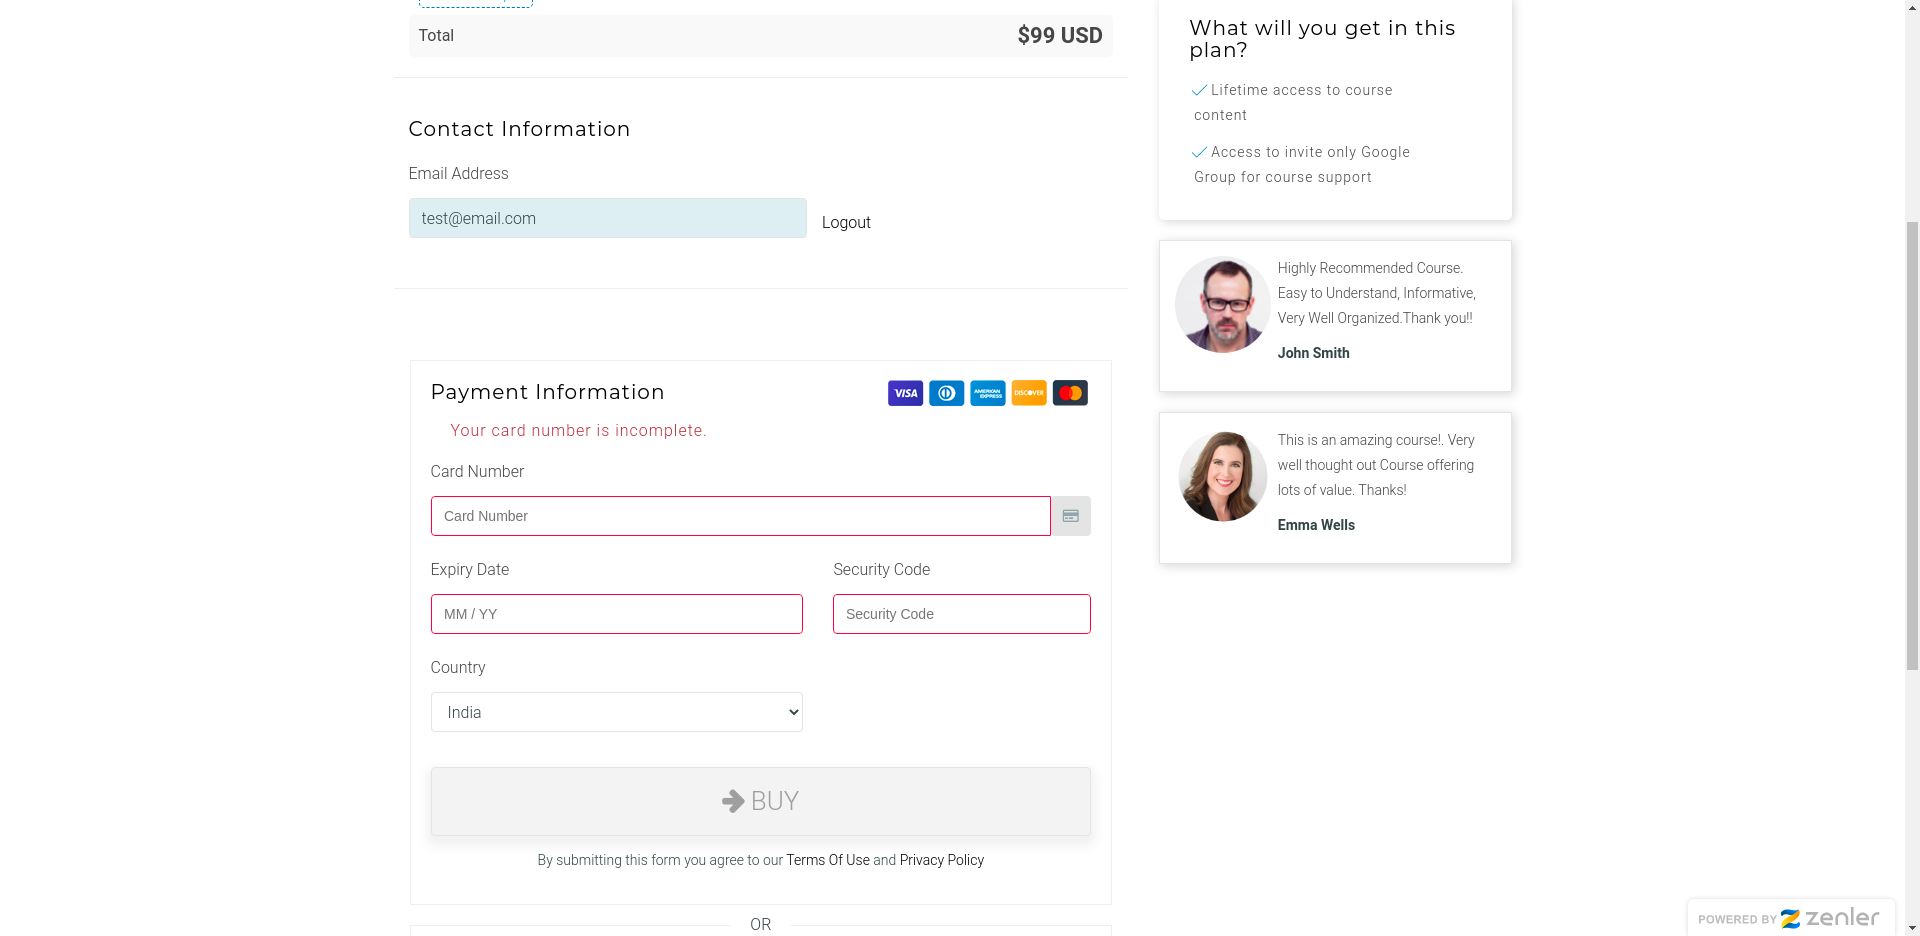 Total
$99 USD
Contact Information
Email Address
test@email.com
Logout
Payment Information
VISA
AMERICAN
EXPRESS
DISCOVER
Your card number is incomplete.
Card Number
Card Number
Expiry Date
Security Code
MM / YY
Security Code
Country
India
BUY
By submitting this form you agree to our Terms Of Use and Privacy Policy
OR
What will you get in this
plan?
Lifetime access to course
content
Access to invite only Google
Group for course support
Highly Recommended Course.
Easy to Understand, Informative,
Very Well Organized.Thank you!!
John Smith
This is an amazing course!. Very
well thought out Course offering
lots of value. Thanks!
Emma Wells
POWERED BY zenler